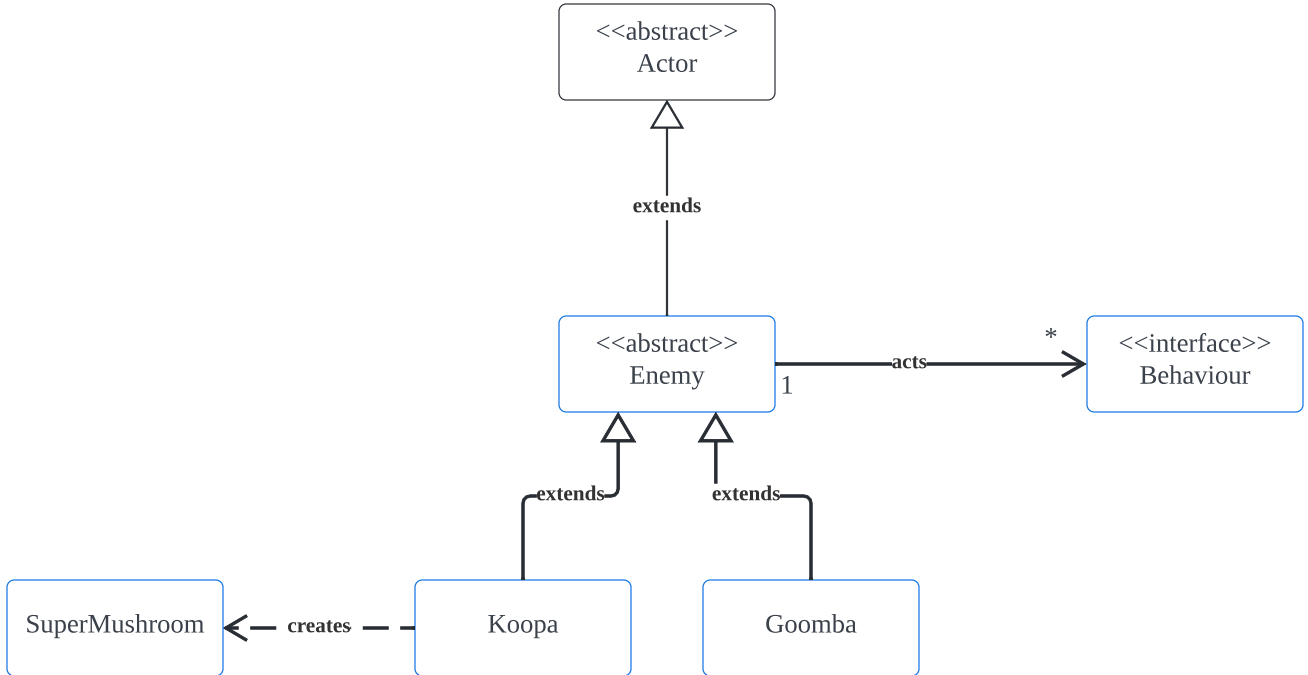 <<abstract>>
Actor
extends
<<abstract>>
Enemy
1
acts
*
<<interface>>
Behaviour
extends
extends
SuperMushroom
creates
Koopa
Goomba